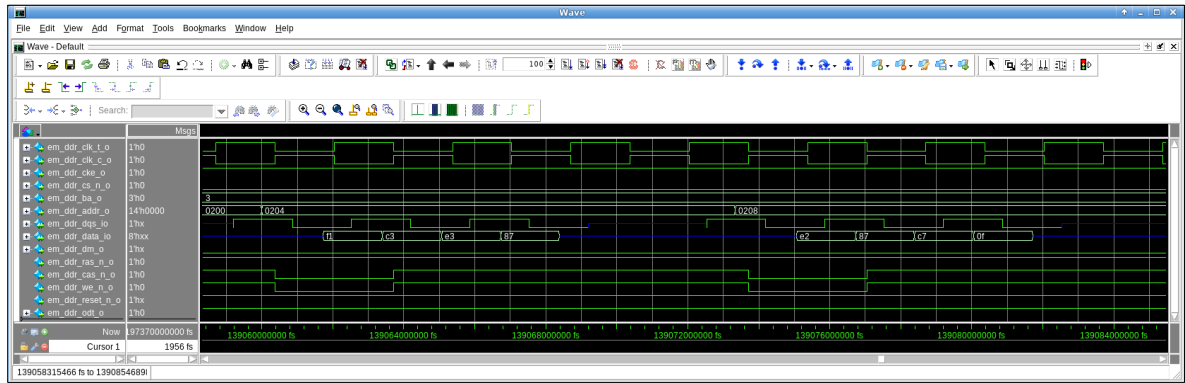 Wave
File Edit View Add Format Tools Bookmarks Window Help
Wave - Default
100
Search:
Msgs
em_ddr_clk_t_o 1'h0
em_ddr_clk_c_o 1'h0
em_ddr_cke_o 1'h0
em_ddr_cs_n_o 1'h0
em_ddr_ba_o 3'h0 3
em_ddr_addr_o 14'h0000 0200 0204 0208
em_ddr_dqs_io 1'hx
em_ddr_data_io 8'hxx f1 c3 e3 87 e2 87 c7 0f
em_ddr_dm_o 1'hx
em_ddr_ras_n_o 1'h0
em_ddr_cas_n_o 1'h0
em_ddr_we_n_o 1'h0
em_ddr_reset_n_o 1'hx
em_ddr_odt_o 1'h0
Now 197370000000 fs 139060000000 fs 139064000000 fs 139068000000 fs 139072000000 fs 139076000000 fs 139080000000 fs 139084000000 fs
Cursor 1 1956 fs
139058315466 fs to 1390854689